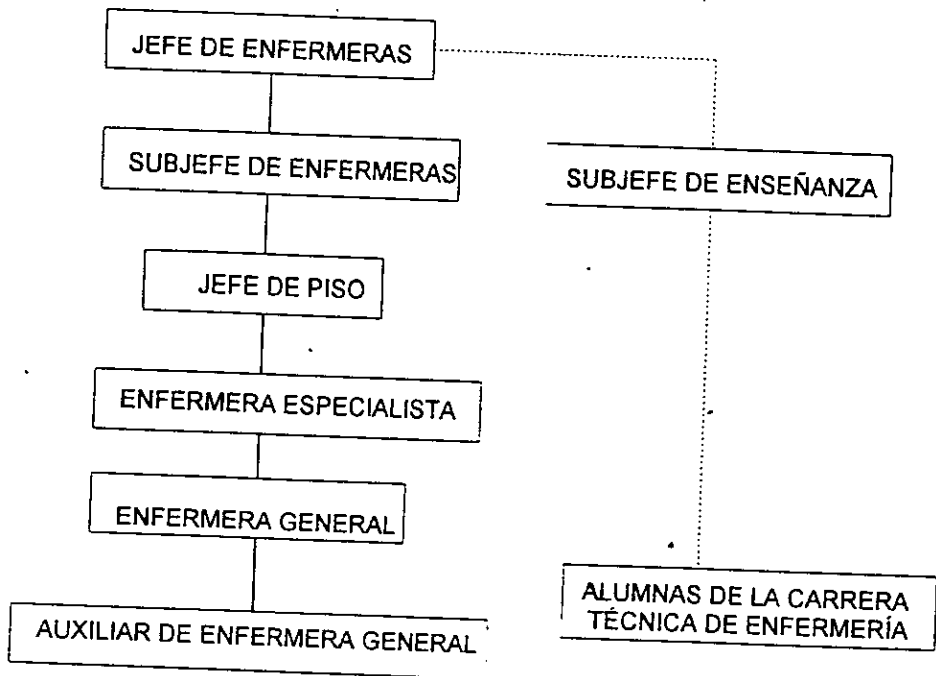 JEFE DE ENFERMERAS
SUBJEFE DE ENFERMERAS
SUBJEFE DE ENSEÑANZA
JEFE DE PISO
ENFERMERA ESPECIALISTA
ENFERMERA GENERAL
ALUMNAS DE LA CARRERA
TÉCNICA DE ENFERMERÍA
AUXILIAR DE ENFERMERA GENERAL